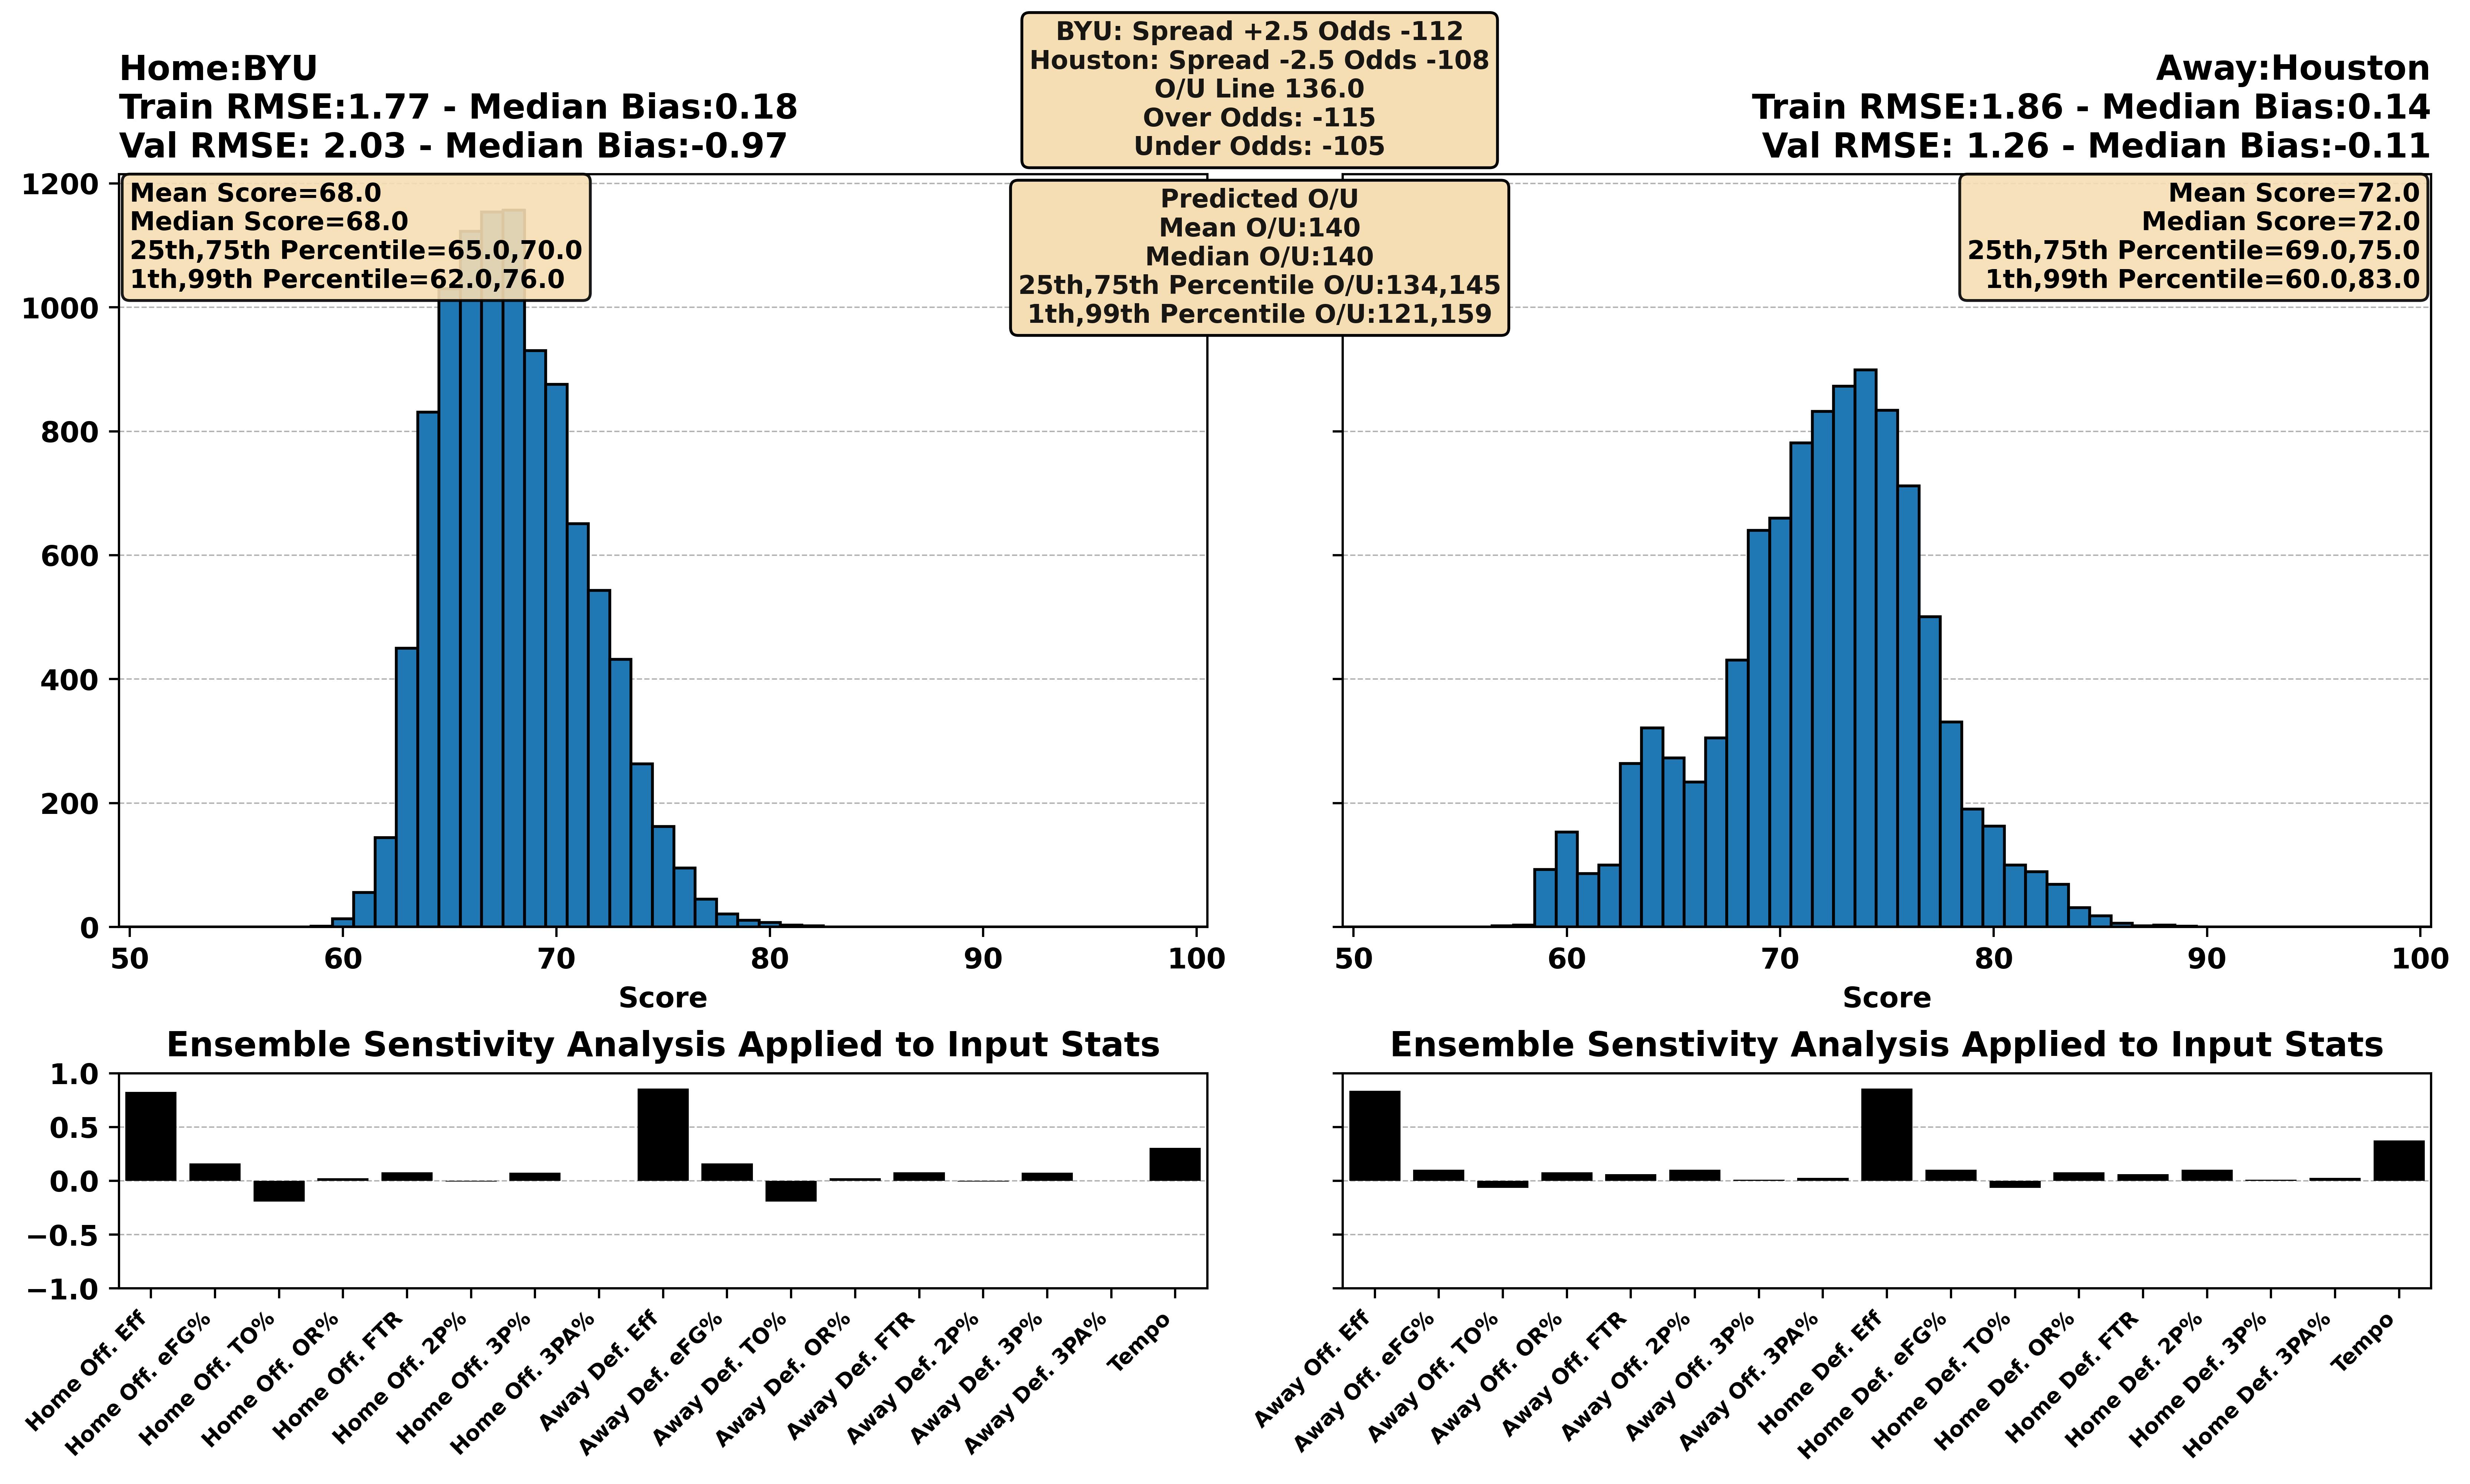 BYU: Spread +2.5 Odds -112
Houston: Spread -2.5 Odds -108
O/U Line 136.0
Over Odds: -115
Under Odds: -105
Home:BYU
Train RMSE:1.77 - Median Bias:0.18
Val RMSE: 2.03 - Median Bias:-0.97
Away:Houston
Train RMSE:1.86 - Median Bias:0.14
Val RMSE: 1.26 - Median Bias:-0.11
Mean Score=68.0
Median Score=68.0
25th,75th Percentile=65.0,70.0
1th,99th Percentile=62.0,76.0
Predicted O/U
Mean O/U:140
Median O/U:140
25th,75th Percentile O/U:134,145
1th,99th Percentile O/U:121,159
Mean Score=72.0
Median Score=72.0
25th,75th Percentile=69.0,75.0
1th,99th Percentile=60.0,83.0
1200
1000
800
600
400
200
0
50 60 70 80 90 100
Score
50 60 70 80 90 100
Score
Ensemble Senstivity Analysis Applied to Input Stats
1.0
0.5
0.0
−0.5
−1.0
Home Off. Eff
Home Off. eFG%
Home Off. TO%
Home Off. OR%
Home Off. FTR
Home Off. 2P%
Home Off. 3P%
Home Off. 3PA%
Away Def. Eff
Away Def. eFG%
Away Def. TO%
Away Def. OR%
Away Def. FTR
Away Def. 2P%
Away Def. 3P%
Away Def. 3PA%
Tempo
Ensemble Senstivity Analysis Applied to Input Stats
Away Off. Eff
Away Off. eFG%
Away Off. TO%
Away Off. OR%
Away Off. FTR
Away Off. 2P%
Away Off. 3P%
Away Off. 3PA%
Home Def. Eff
Home Def. eFG%
Home Def. TO%
Home Def. OR%
Home Def. FTR
Home Def. 2P%
Home Def. 3P%
Home Def. 3PA%
Tempo